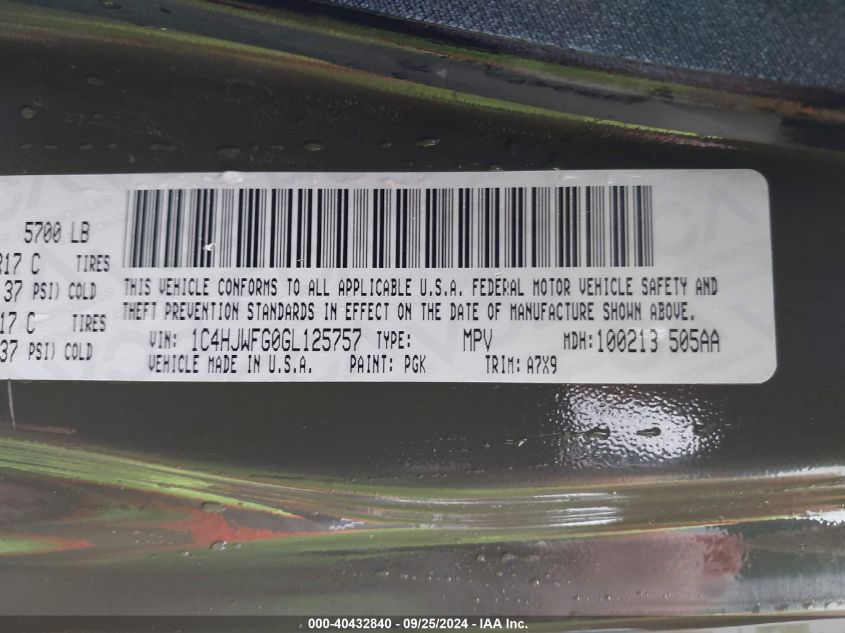 5700 LB
R17 C TIRES
37 PSI) COLD
17 C TIRES
37 PSI) COLD
THIS VEHICLE CONFORMS TO ALL APPLICABLE U.S.A. FEDERAL MOTOR VEHICLE SAFETY AND
THEFT PREVENTION STANDARDS IN EFFECT ON THE DATE OF MANUFACTURE SHOWN ABOVE.
VIN: 1C4HJWFG0GL125757 TYPE: MPV MDH: 100213 505AA
VEHICLE MADE IN U.S.A. PAINT: PGK TRIM: A7X9
000-40432840 - 09/25/2024 - IAA Inc.